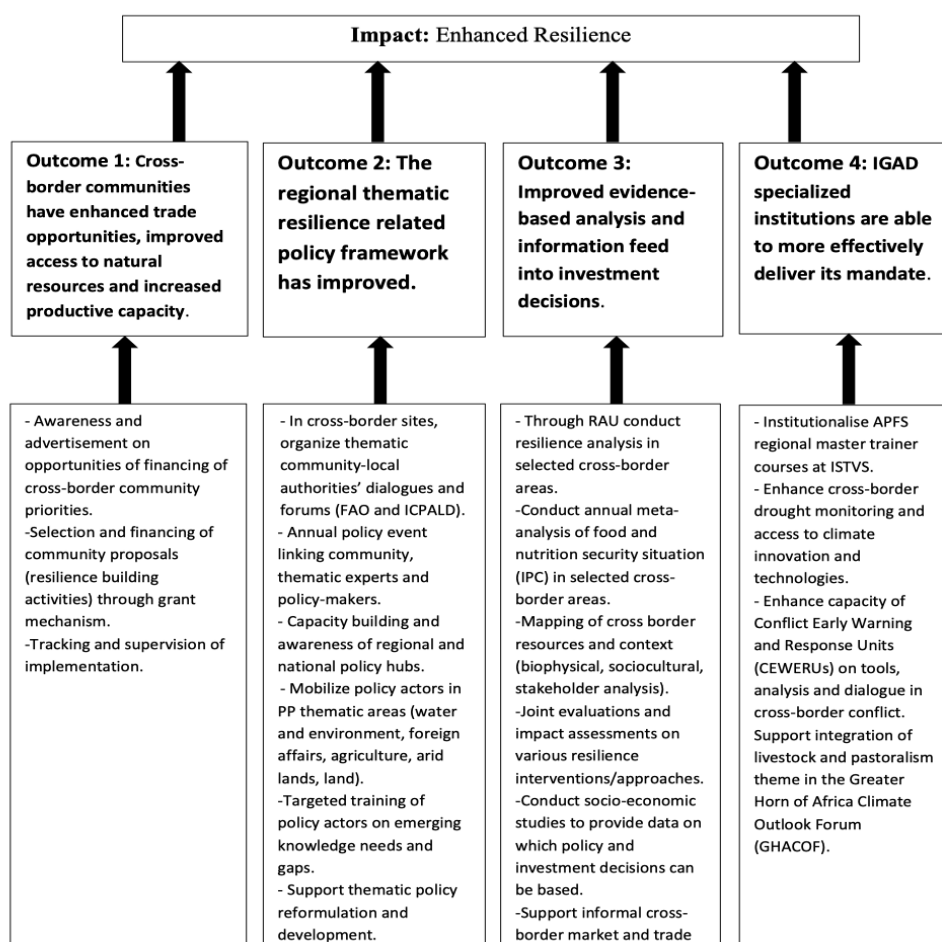 Impact: Enhanced Resilience
Outcome 1: Cross-
border communities
have enhanced trade
opportunities, improved
access to natural
resources and increased
productive capacity.
Outcome 2: The
regional thematic
resilience related
policy framework
has improved.
Outcome 3:
Improved evidence-
based analysis and
information feed
into investment
decisions.
Outcome 4: IGAD
specialized
institutions are able
to more effectively
deliver its mandate.
- Awareness and
advertisement on
opportunities of financing of
cross-border community
priorities.
-Selection and financing of
community proposals
(resilience building
activities) through grant
mechanism.
-Tracking and supervision of
implementation.
- In cross-border sites,
organize thematic
community-local
authorities’ dialogues and
forums (FAO and ICPALD).
- Annual policy event
linking community,
thematic experts and
policy-makers.
- Capacity building and
awareness of regional and
national policy hubs.
- Mobilize policy actors in
PP thematic areas (water
and environment, foreign
affairs, agriculture, arid
lands, land).
-Targeted training of
policy actors on emerging
knowledge needs and
gaps.
- Support thematic policy
reformulation and
development.
- Through RAU conduct
resilience analysis in
selected cross-border
areas.
- Conduct annual meta-
analysis of food and
nutrition security situation
(IPC) in selected cross-
border areas.
- Mapping of cross border
resources and context
(biophysical, sociocultural,
stakeholder analysis).
-Joint evaluations and
impact assessments on
various resilience
interventions/approaches.
- Conduct socio-economic
studies to provide data on
which policy and
investment decisions can
be based.
-Support informal cross-
border market and trade
- Institutionalise APFS
regional master trainer
courses at ISTVS.
- Enhance cross-border
drought monitoring and
access to climate
innovation and
technologies.
- Enhance capacity of
Conflict Early Warning
and Response Units
(CEWERUs) on tools,
analysis and dialogue in
cross-border conflict.
Support integration of
livestock and pastoralism
theme in the Greater
Horn of Africa Climate
Outlook Forum
(GHACOF).